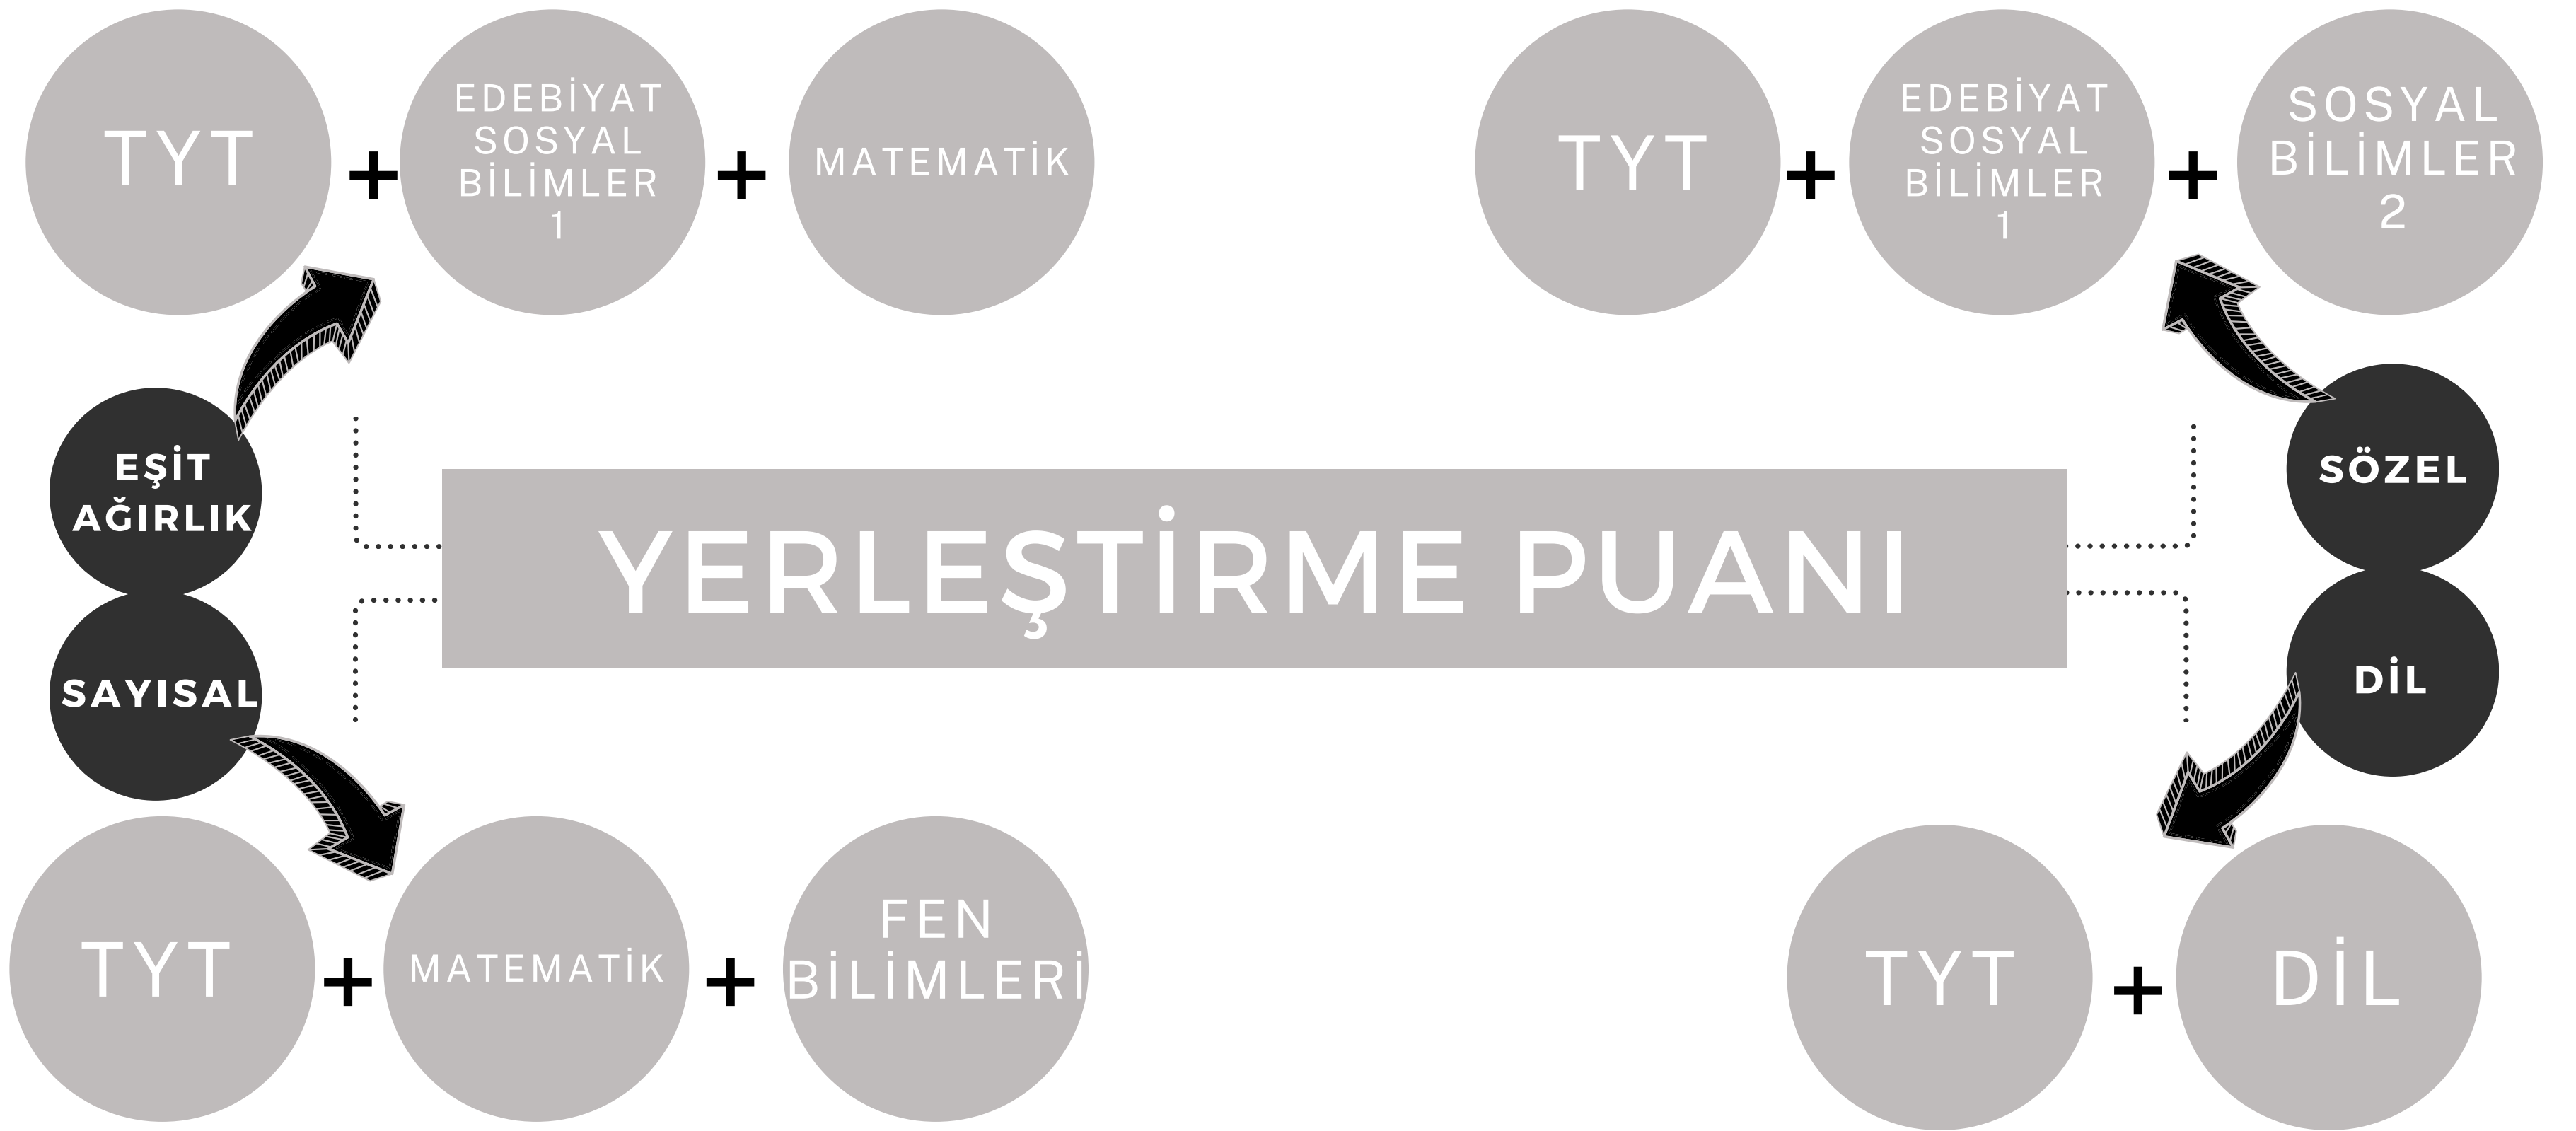 TYT
+
EDEBİYAT
SOSYAL
BİLİMLER
1
+
MATEMATİK
TYT
+
EDEBİYAT
SOSYAL
BİLİMLER
1
+
SOSYAL
BİLİMLER
2
EŞİT
AĞIRLIK
SÖZEL
YERLEŞTİRME PUANI
SAYISAL
DİL
TYT
+
MATEMATİK
+
FEN
BİLİMLERİ
TYT
+
DİL